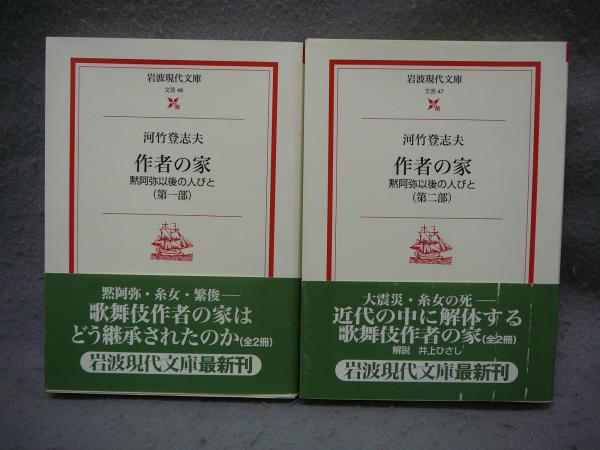 岩波現代文庫
文芸46
河竹登志夫
作者の家
黙阿弥以後の人びと
(第一部)
黙阿弥・糸女・繁俊──
歌舞伎作者の家は
どう継承されたのか(全2冊)
岩波現代文庫最新刊
岩波現代文庫
文芸47
河竹登志夫
作者の家
黙阿弥以後の人びと
(第二部)
大震災・糸女の死──
近代の中に解体する
歌舞伎作者の家(全2冊)
解説 井上ひさし
岩波現代文庫最新刊